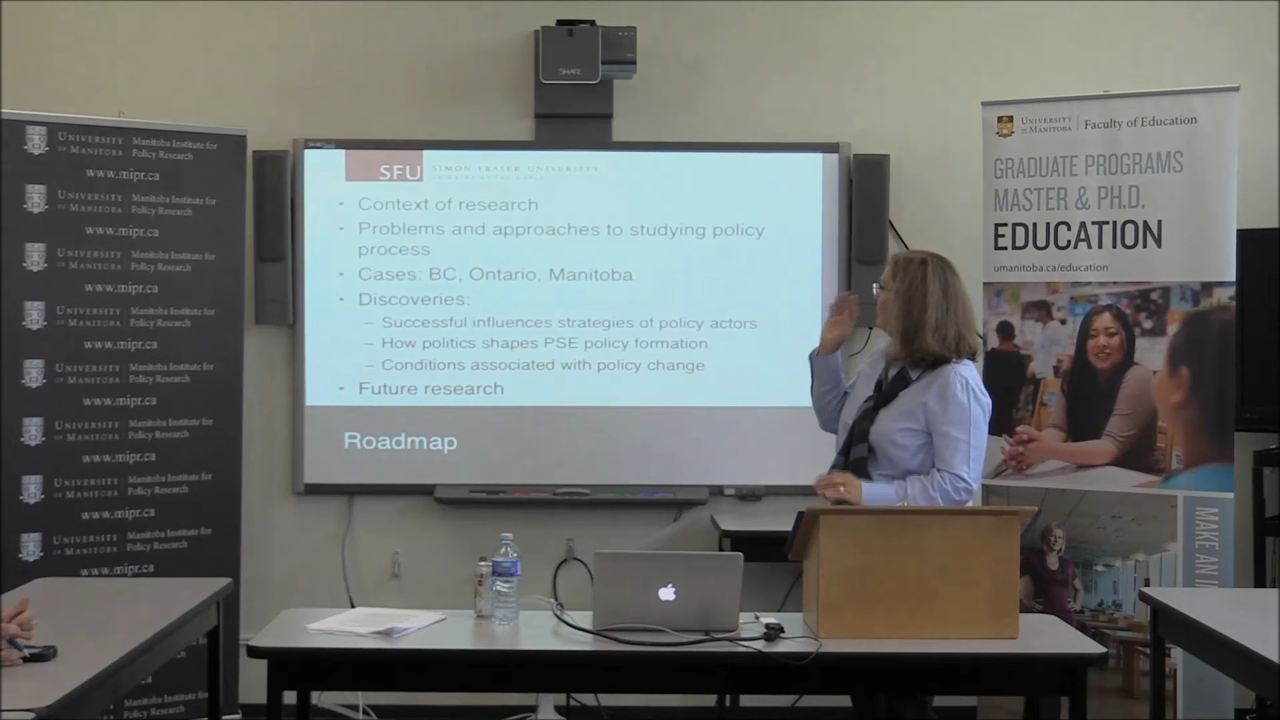 UNIVERSITY OF MANITOBA | Manitoba Institute for Policy Research
www.mipr.ca
UNIVERSITY OF MANITOBA | Manitoba Institute for Policy Research
www.mipr.ca
UNIVERSITY OF MANITOBA | Manitoba Institute for Policy Research
www.mipr.ca
UNIVERSITY OF MANITOBA | Manitoba Institute for Policy Research
www.mipr.ca
UNIVERSITY OF MANITOBA | Manitoba Institute for Policy Research
www.mipr.ca
UNIVERSITY OF MANITOBA | Manitoba Institute for Policy Research
www.mipr.ca
UNIVERSITY OF MANITOBA | Manitoba Institute for Policy Research
www.mipr.ca
UNIVERSITY OF MANITOBA | Manitoba Institute for Policy Research
www.mipr.ca
Manitoba Institute for
Policy Research
SMART
SFU SIMON FRASER UNIVERSITY
• Context of research
• Problems and approaches to studying policy
process
• Cases: BC, Ontario, Manitoba
• Discoveries:
– Successful influences strategies of policy actors
– How politics shapes PSE policy formation
– Conditions associated with policy change
• Future research
Roadmap
UNIVERSITY OF MANITOBA | Faculty of Education
GRADUATE PROGRAMS
MASTER & PH.D.
EDUCATION
umanitoba.ca/education
MAKE AN